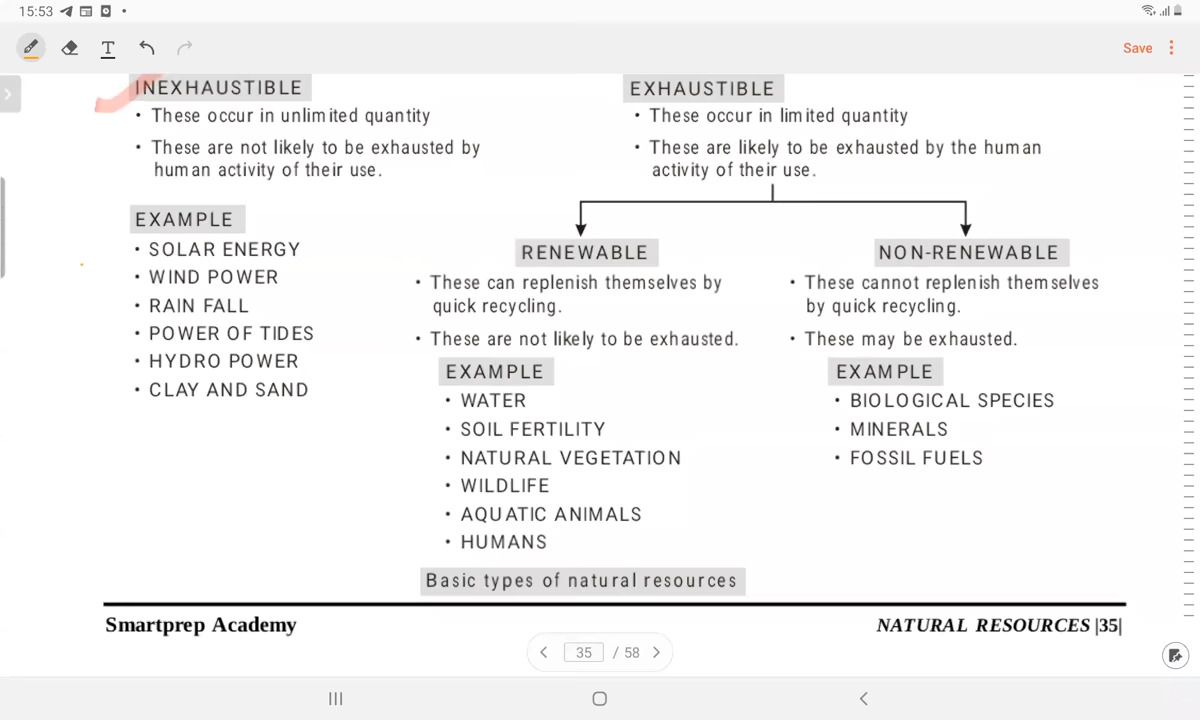 15:53
Save
INEXHAUSTIBLE
• These occur in unlimited quantity
• These are not likely to be exhausted by
human activity of their use.
EXAMPLE
• SOLAR ENERGY
• WIND POWER
• RAIN FALL
• POWER OF TIDES
• HYDRO POWER
• CLAY AND SAND
EXHAUSTIBLE
• These occur in limited quantity
• These are likely to be exhausted by the human
activity of their use.
RENEWABLE
• These can replenish themselves by
quick recycling.
• These are not likely to be exhausted.
EXAMPLE
• WATER
• SOIL FERTILITY
• NATURAL VEGETATION
• WILDLIFE
• AQUATIC ANIMALS
• HUMANS
NON-RENEWABLE
• These cannot replenish themselves
by quick recycling.
• These may be exhausted.
EXAMPLE
• BIOLOGICAL SPECIES
• MINERALS
• FOSSIL FUELS
Basic types of natural resources
Smartprep Academy
NATURAL RESOURCES |35|
35 / 58